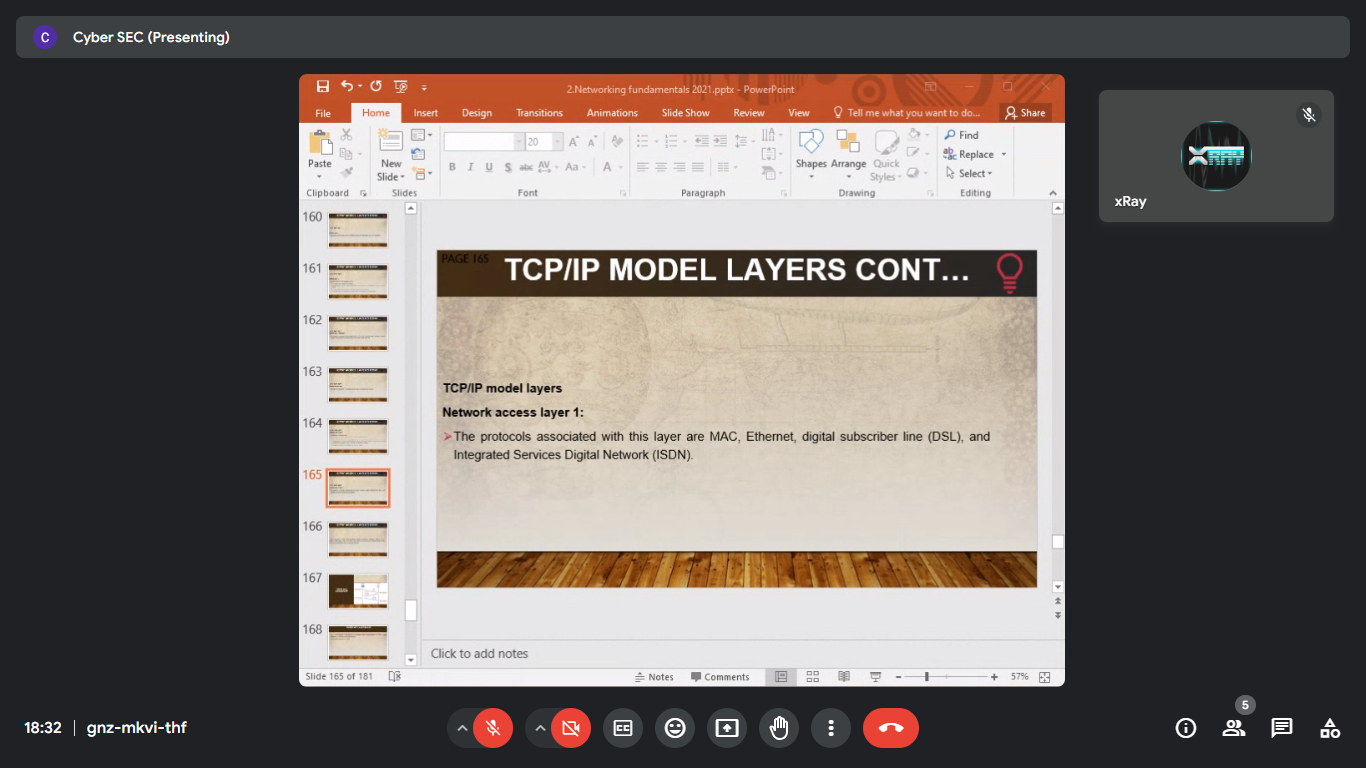 C Cyber SEC (Presenting)
2.Networking fundamentals 2021.pptx - PowerPoint
File Home Insert Design Transitions Animations Slide Show Review View Tell me what you want to do... Share
20
Paste
New
Slide
B I U S abc AV Aa A
Shapes Arrange Quick
Styles
Find
Replace
Select
Clipboard Slides Font Paragraph Drawing Editing
160
161
162
163
164
165
166
167
168
PAGE 165
TCP/IP MODEL LAYERS CONT...
TCP/IP model layers
Network access layer 1:
➢The protocols associated with this layer are MAC, Ethernet, digital subscriber line (DSL), and
Integrated Services Digital Network (ISDN).
Click to add notes
Slide 165 of 181 Notes Comments 57%
XRAY
xRay
18:32 | gnz-mkvi-thf
CC
5